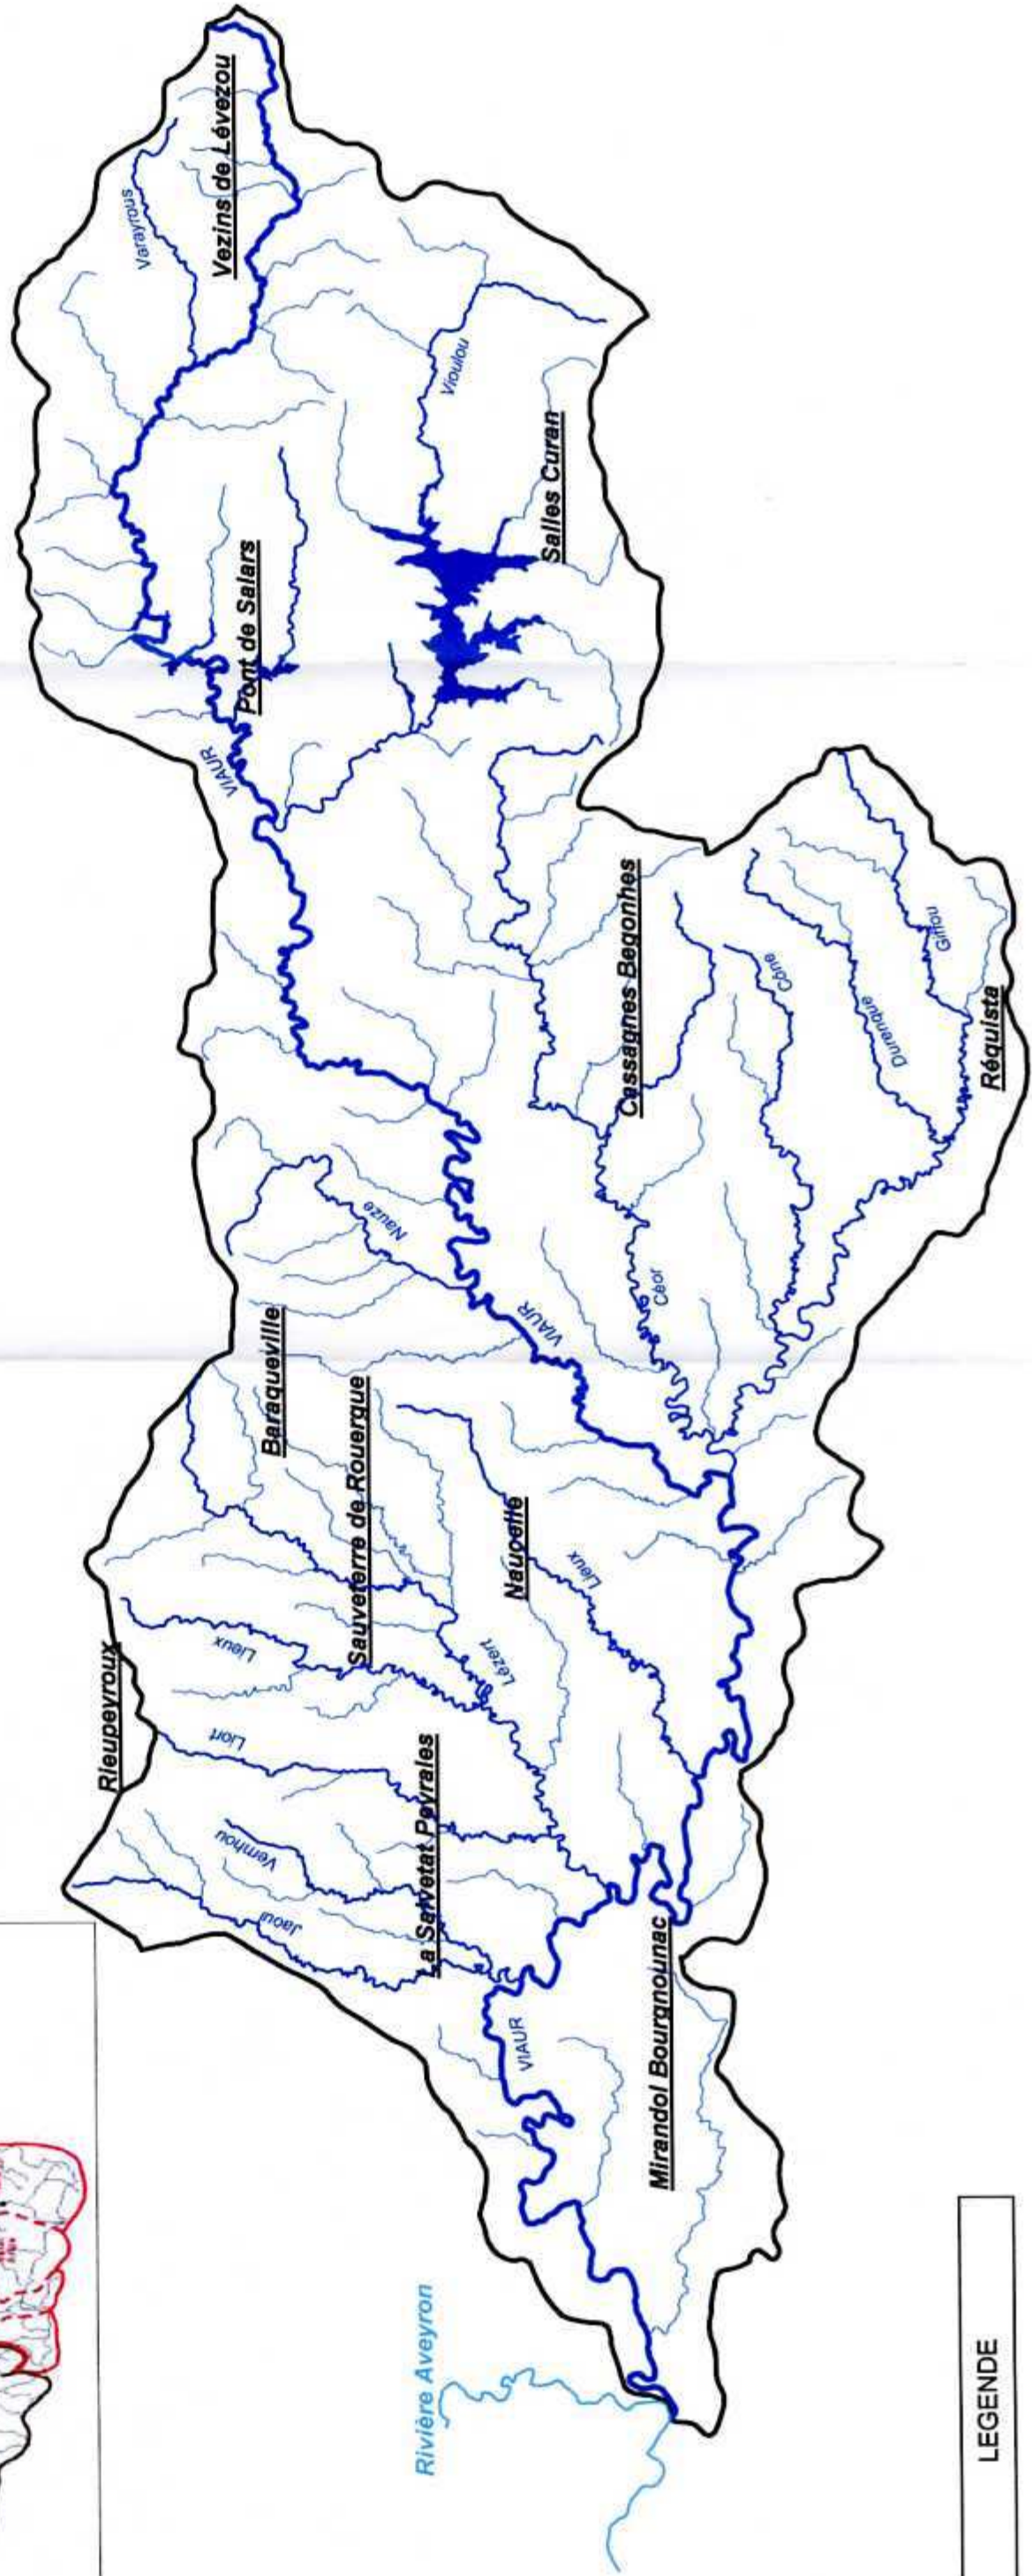 Rivière Aveyron
LEGENDE
Mirandol Bourgnounac
VIAUR
La Salvetat Peyrales
Jaoul
Vernhou
Liort
Rieupeyroux
Lieux
Lézert
Sauveterre de Rouergue
Naucelle
Lieux
Baraqueville
VIAUR
Nauze
Céor
Cassagnes Begonhes
Cône
Durenque
Giffou
Réquista
VIAUR
Pont de Salars
Salles Curan
Vioulou
Varayrous
Vezins de Lévezou